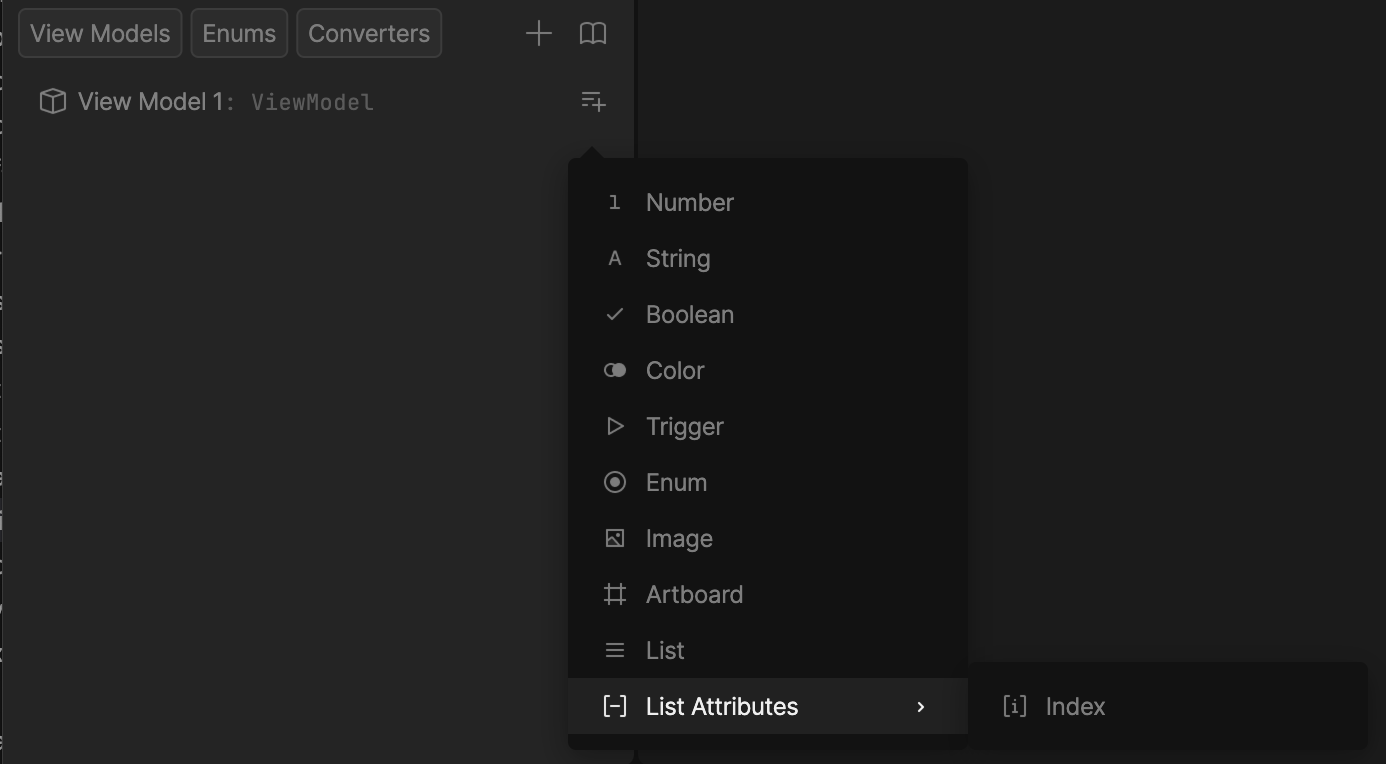 View Models Enums Converters
View Model 1: ViewModel
1 Number
A String
Boolean
Color
Trigger
Enum
Image
Artboard
List
[-] List Attributes >
[i] Index